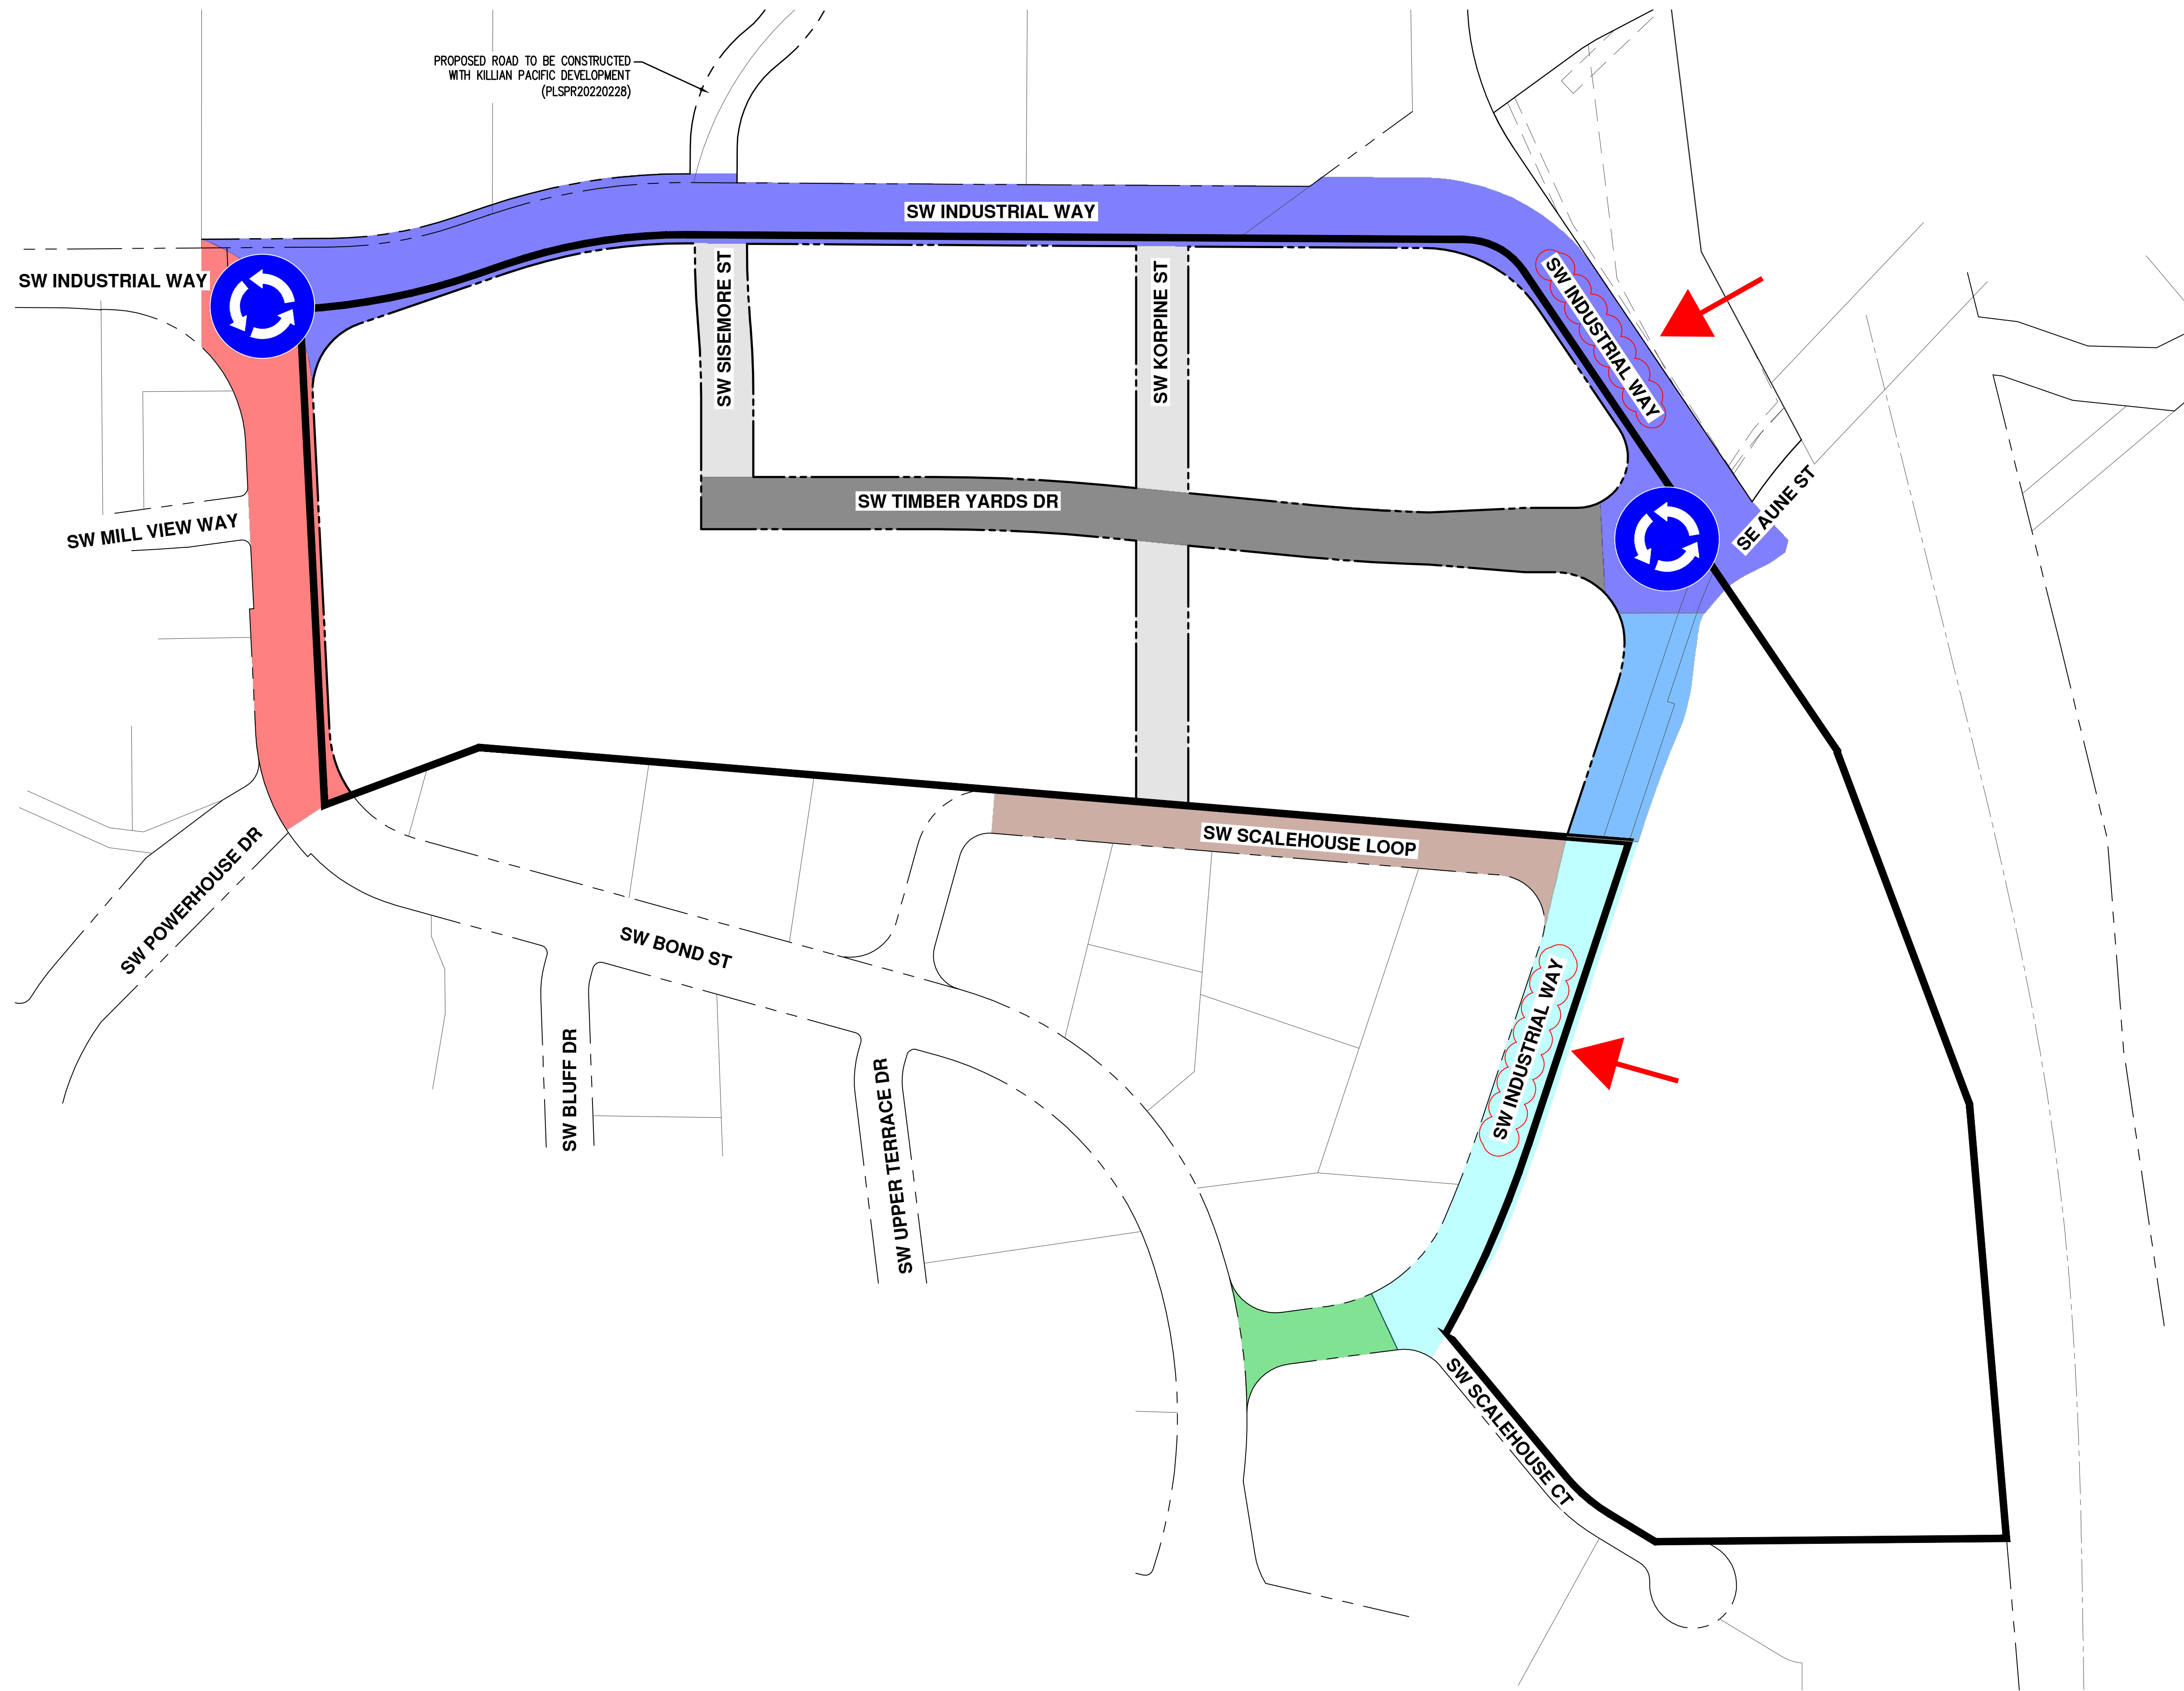 PROPOSED ROAD TO BE CONSTRUCTED
WITH KILLIAN PACIFIC DEVELOPMENT
(PLSPR20220228)
SW INDUSTRIAL WAY
SW INDUSTRIAL WAY
SW INDUSTRIAL WAY
SW SISEMORE ST
SW KORPINE ST
SW TIMBER YARDS DR
SE AUNE ST
SW MILL VIEW WAY
SW SCALEHOUSE LOOP
SW POWERHOUSE DR
SW BOND ST
SW INDUSTRIAL WAY
SW BLUFF DR
SW UPPER TERRACE DR
SW SCALEHOUSE CT